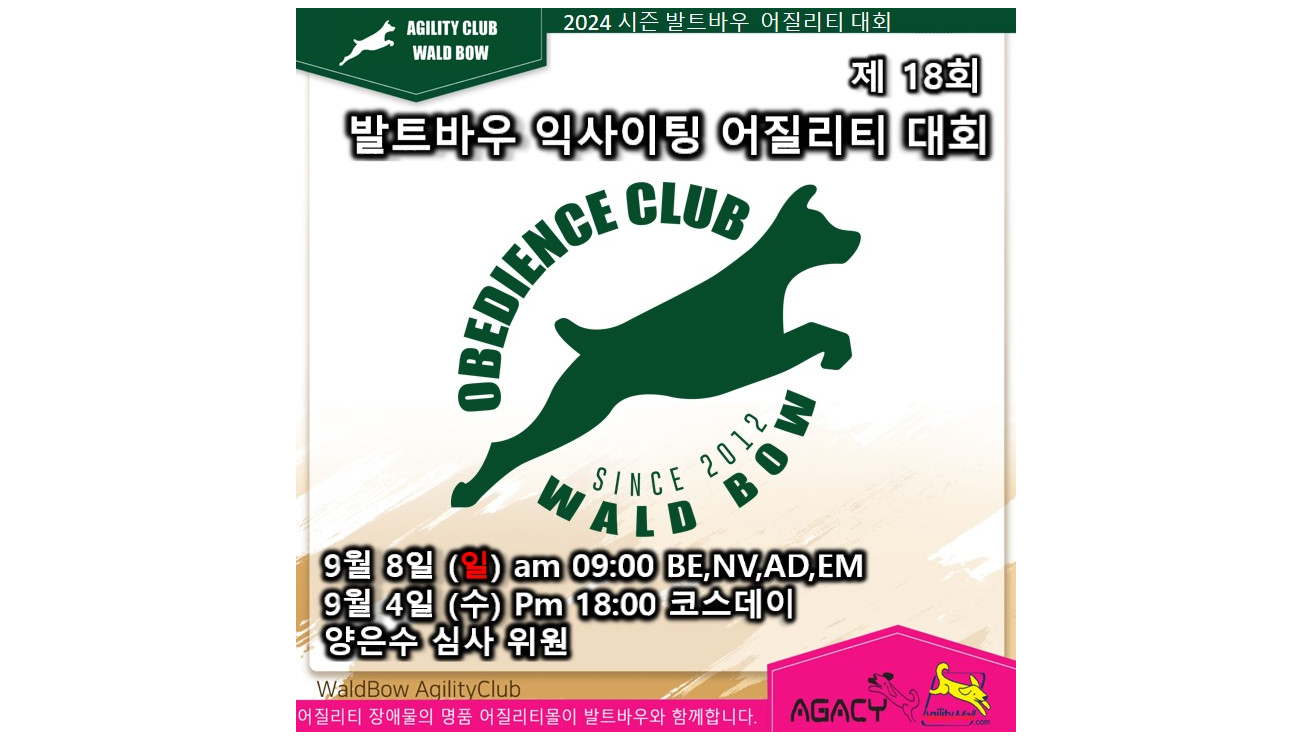 AGILITY CLUB
WALD BOW
2024 시즌 발트바우 어질리티 대회
제 18회
발트바우 익사이팅 어질리티 대회
OBEDIENCE CLUB
SINCE 2012
WALD BOW
9월 8일 (일) am 09:00 BE,NV,AD,EM
9월 4일 (수) Pm 18:00 코스데이
양은수 심사 위원
WaldBow AgilityClub
어질리티 장애물의 명품 어질리티몰이 발트바우와 함께합니다.
AGACY
Agility Mall
.com